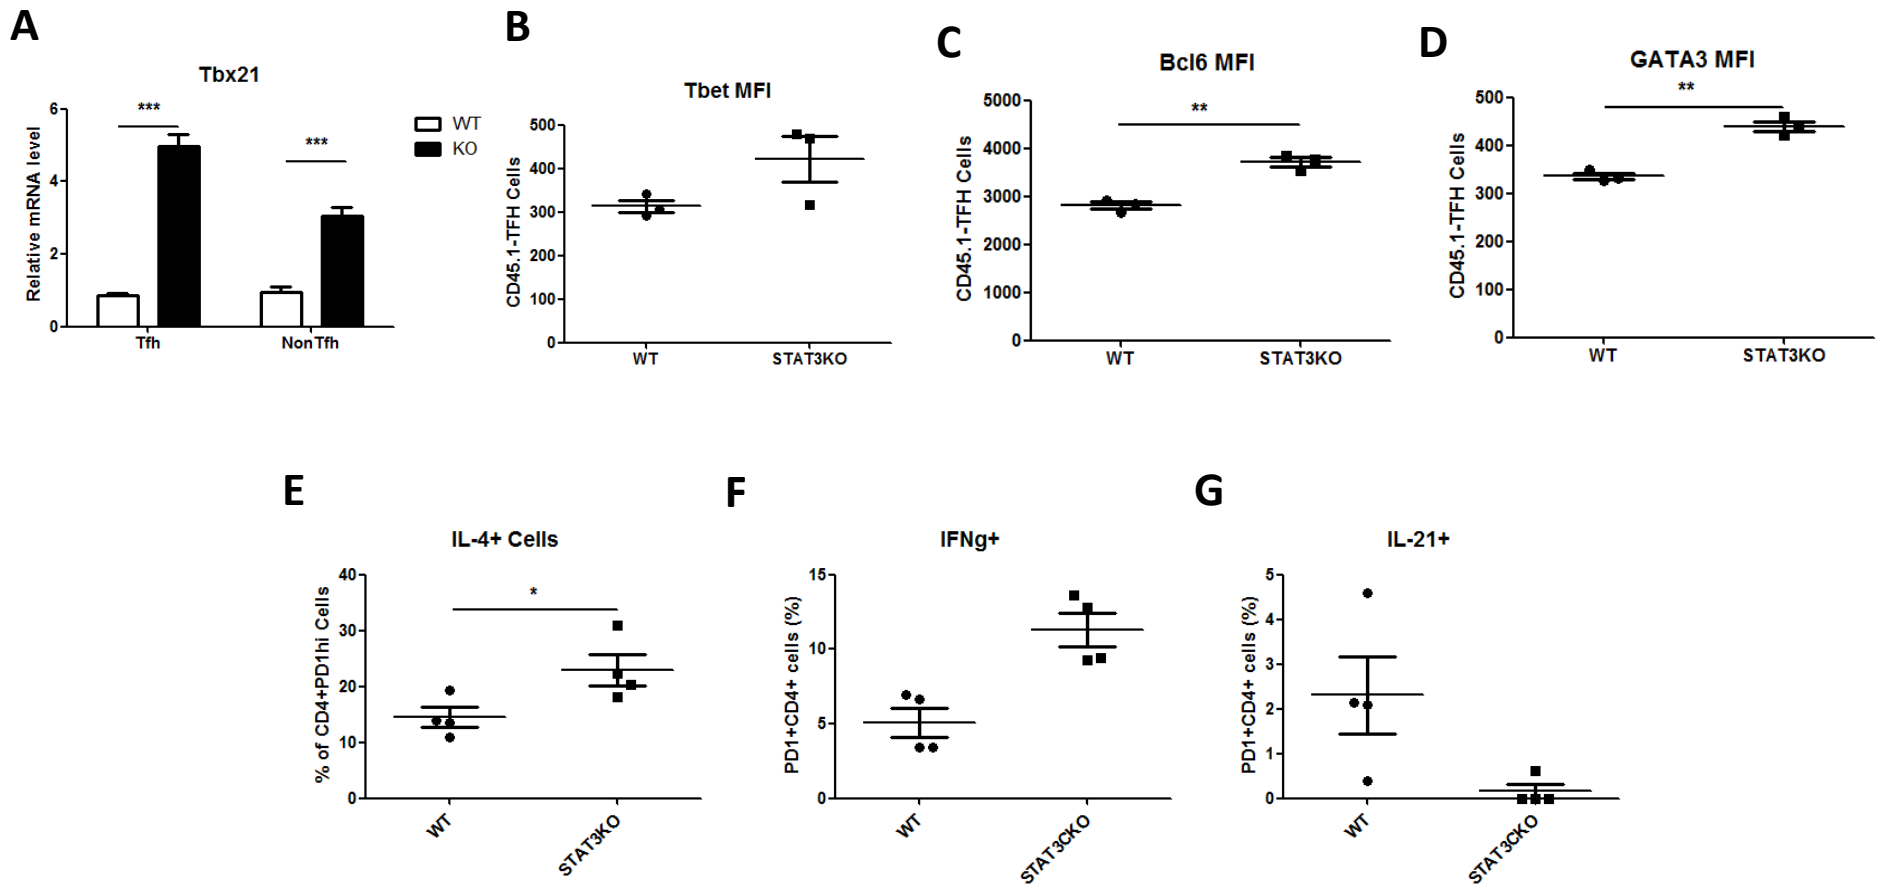 A
Tbx21
Relative mRNA level
6
4
2
0
***
***
Tfh
NonTfh
WT
KO
B
Tbet MFI
CD45.1-TFH Cells
500
400
300
200
100
0
WT
STAT3KO
C
Bcl6 MFI
CD45.1-TFH Cells
5000
4000
3000
2000
1000
0
**
WT
STAT3KO
D
GATA3 MFI
CD45.1-TFH Cells
500
400
300
200
100
0
**
WT
STAT3KO
E
IL-4+ Cells
% of CD4+PD1hi Cells
40
30
20
10
0
*
WT
STAT3KO
F
IFNg+
PD1+CD4+ cells (%)
15
10
5
0
WT
STAT3CKO
G
IL-21+
PD1+CD4+ cells (%)
5
4
3
2
1
0
WT
STAT3CKO